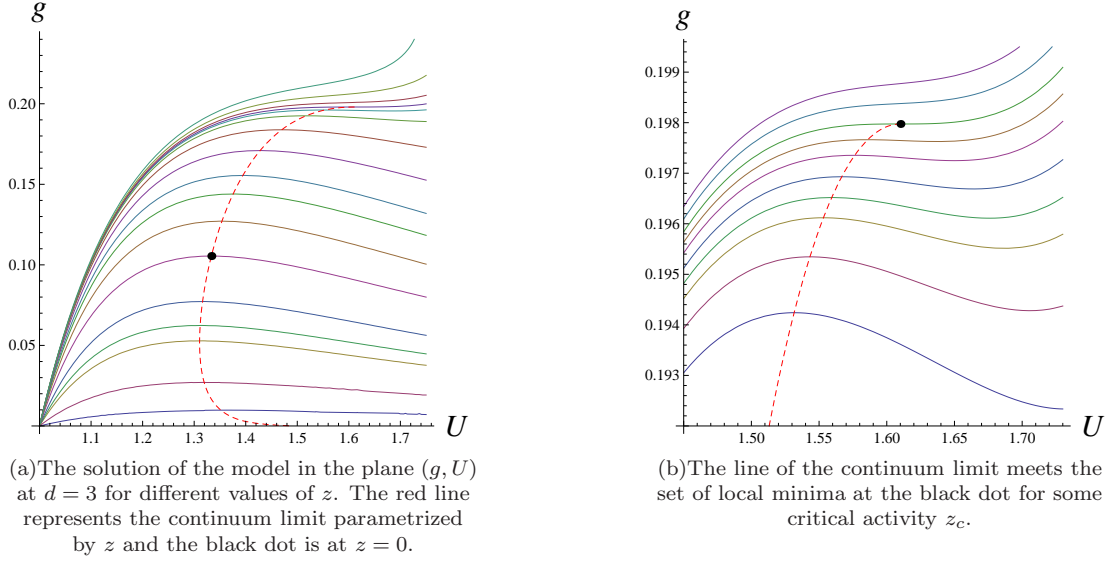 g
0.20
0.15
0.10
0.05
1.1 1.2 1.3 1.4 1.5 1.6 1.7
U
(a)The solution of the model in the plane (g, U)
at d = 3 for different values of z. The red line
represents the continuum limit parametrized
by z and the black dot is at z = 0.
g
0.199
0.198
0.197
0.196
0.195
0.194
0.193
1.50 1.55 1.60 1.65 1.70
U
(b)The line of the continuum limit meets the
set of local minima at the black dot for some
critical activity z_c.